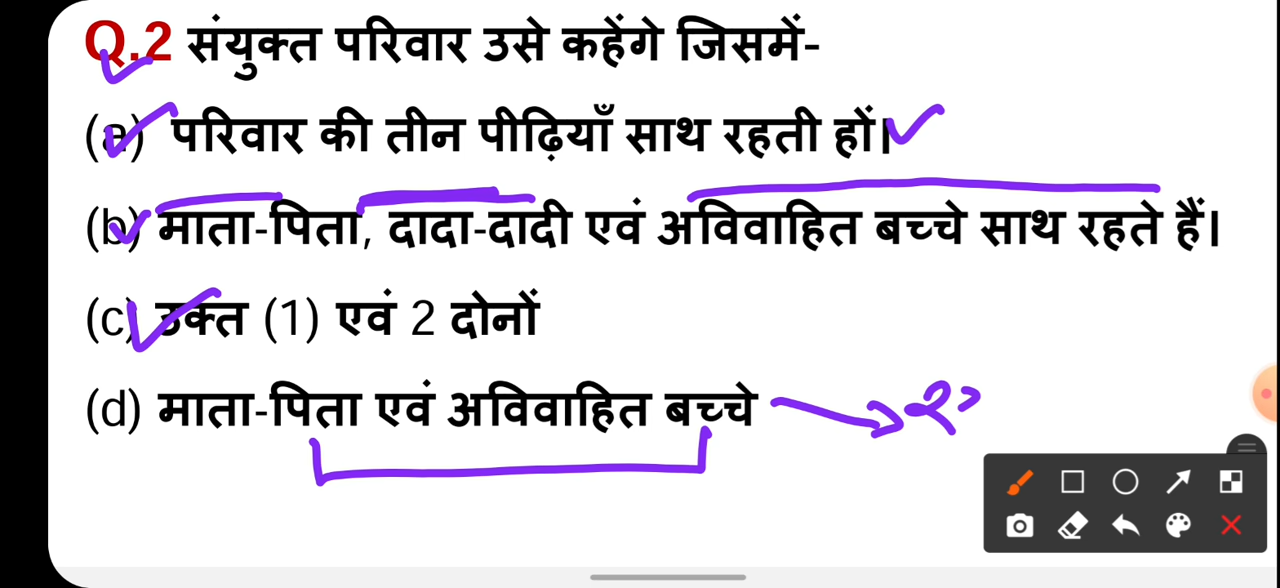 Q.2 संयुक्त परिवार उसे कहेंगे जिसमें-
(a) परिवार की तीन पीढ़ियाँ साथ रहती हों।
(b) माता-पिता, दादा-दादी एवं अविवाहित बच्चे साथ रहते हैं।
(c) उक्त (1) एवं 2 दोनों
(d) माता-पिता एवं अविवाहित बच्चे